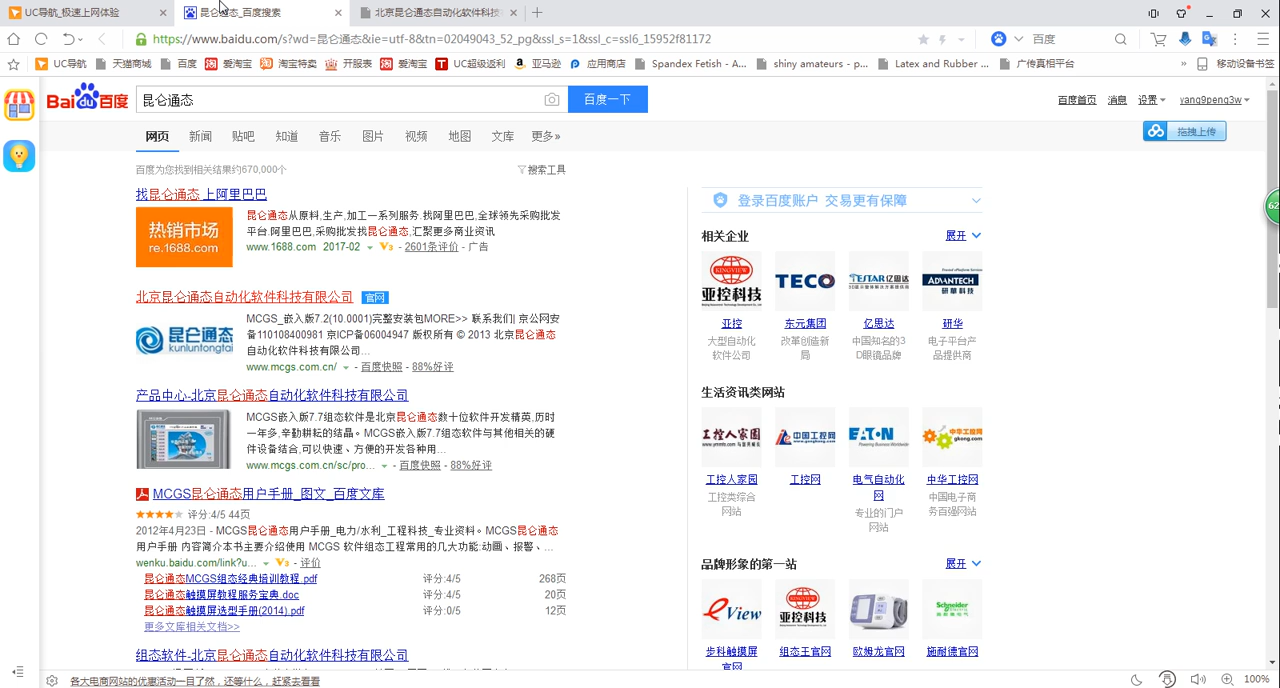 UC导航_极速上网体验
昆仑通态_百度搜索
北京昆仑通态自动化软件科技
https://www.baidu.com/s?wd=昆仑通态&ie=utf-8&tn=02049043_52_pg&ssl_s=1&ssl_c=ssl6_15952f81172
百度
UC导航 天猫商城 百度 爱淘宝 淘宝特卖 开服表 爱淘宝 UC超级返利 亚马逊 应用商店 Spandex Fetish - A... shiny amateurs - p... Latex and Rubber ... 广传真相平台 » 移动设备书签
Bai du 百度
昆仑通态
百度一下
百度首页 消息 设置 yang9peng3w
网页 新闻 贴吧 知道 音乐 图片 视频 地图 文库 更多»
拖拽上传
百度为您找到相关结果约670,000个
搜索工具
找昆仑通态 上阿里巴巴
热销市场
re.1688.com
昆仑通态从原料,生产,加工一系列服务.找阿里巴巴,全球领先采购批发
平台.阿里巴巴,采购批发找昆仑通态,汇聚更多商业资讯
www.1688.com 2017-02 V3 - 2601条评价 - 广告
北京昆仑通态自动化软件科技有限公司 官网
昆仑通态
kunluntongtai
MCGS_嵌入版7.2(10.0001)完整安装包MORE>> 联系我们| 京公网安
备110108400981 京ICP备06004947 版权所有 © 2013 北京昆仑通态
自动化软件科技有限公司...
www.mcgs.com.cn/ - 百度快照 - 88%好评
产品中心-北京昆仑通态自动化软件科技有限公司
MCGS嵌入版7.7组态软件是北京昆仑通态数十位软件开发精英,历时
一年多,辛勤耕耘的结晶。MCGS嵌入版7.7组态软件与其他相关的硬
件设备结合,可以快速、方便的开发各种用...
www.mcgs.com.cn/sc/pro... - 百度快照 - 88%好评
MCGS昆仑通态用户手册_图文_百度文库
评分:4/5 44页
2012年4月23日 - MCGS昆仑通态用户手册_电力/水利_工程科技_专业资料。MCGS昆仑通态
用户手册 内容简介本书主要介绍使用 MCGS 软件组态工程常用的几大功能:动画、报警、...
wenku.baidu.com/link?u... V3 - 评价
昆仑通态MCGS组态经典培训教程.pdf 评分:4/5 268页
昆仑通态触摸屏教程服务宝典.doc 评分:4/5 20页
昆仑通态触摸屏选型手册(2014).pdf 评分:0/5 12页
更多文库相关文档>>
组态软件-北京昆仑通态自动化软件科技有限公司
登录百度账户 交易更有保障
相关企业
展开
KINGVIEW
亚控科技
TECO
ADVANTECH
研華科技
亚控 东元集团 亿思达 研华
大型自动化 改革创造新 中国知名的3 电子平台产
软件公司 局 D眼镜品牌 品提供商
生活资讯类网站
工控人家园
中国工控网
EATON
中华工控网
gkong.com
工控人家园 工控网 电气自动化 中华工控网
网
工控类综合 专业的门户 中国电子商
网站 网站 务百强网站
品牌形象的第一站
展开
eView
KINGVIEW
亚控科技
Schneider
步科触摸屏 组态王官网 欧姆龙官网 施耐德官网
官网
62
各大电商网站的优惠活动一目了然，还等什么，赶紧去看看
100%